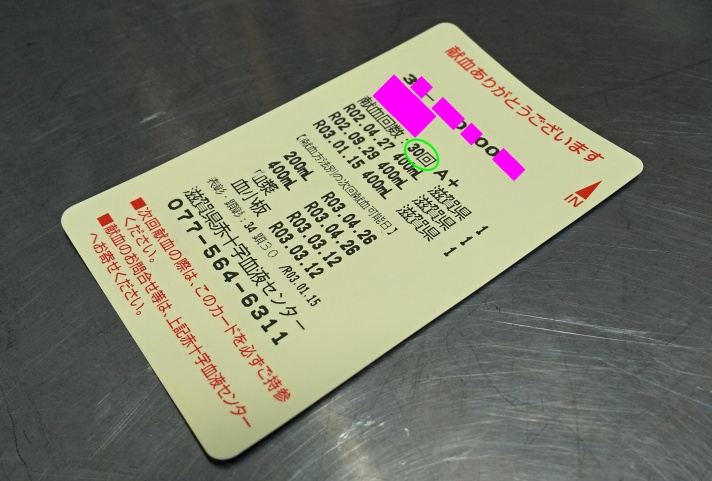 献血ありがとうございます
IN
献血回数: 30回 A+
R02.04.27 400mL 滋賀県 1
R02.09.29 400mL 滋賀県 1
R03.01.15 400mL 滋賀県 1
【献血方法別の次回献血可能日】
200mL R03.04.26
400mL R03.04.26
血漿 R03.03.12
血小板 R03.03.12
表彰・顕彰: 34 顕30 /R03.01.15
滋賀県赤十字血液センター
077-564-6311
■次回献血の際は、このカードを必ずご持参
ください。
■献血のお問合せ等は、上記赤十字血液センター
へお寄せください。